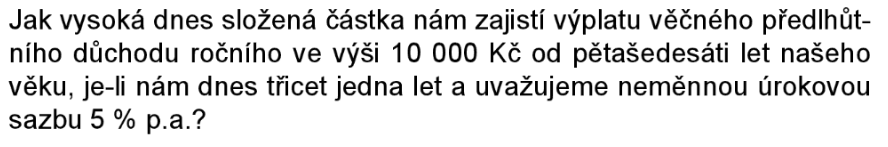 Jak vysoká dnes složená částka nám zajistí výplatu věčného předlhůt-
ního důchodu ročního ve výši 10 000 Kč od pětašedesáti let našeho
věku, je-li nám dnes třicet jedna let a uvažujeme neměnnou úrokovou
sazbu 5 % p.a.?